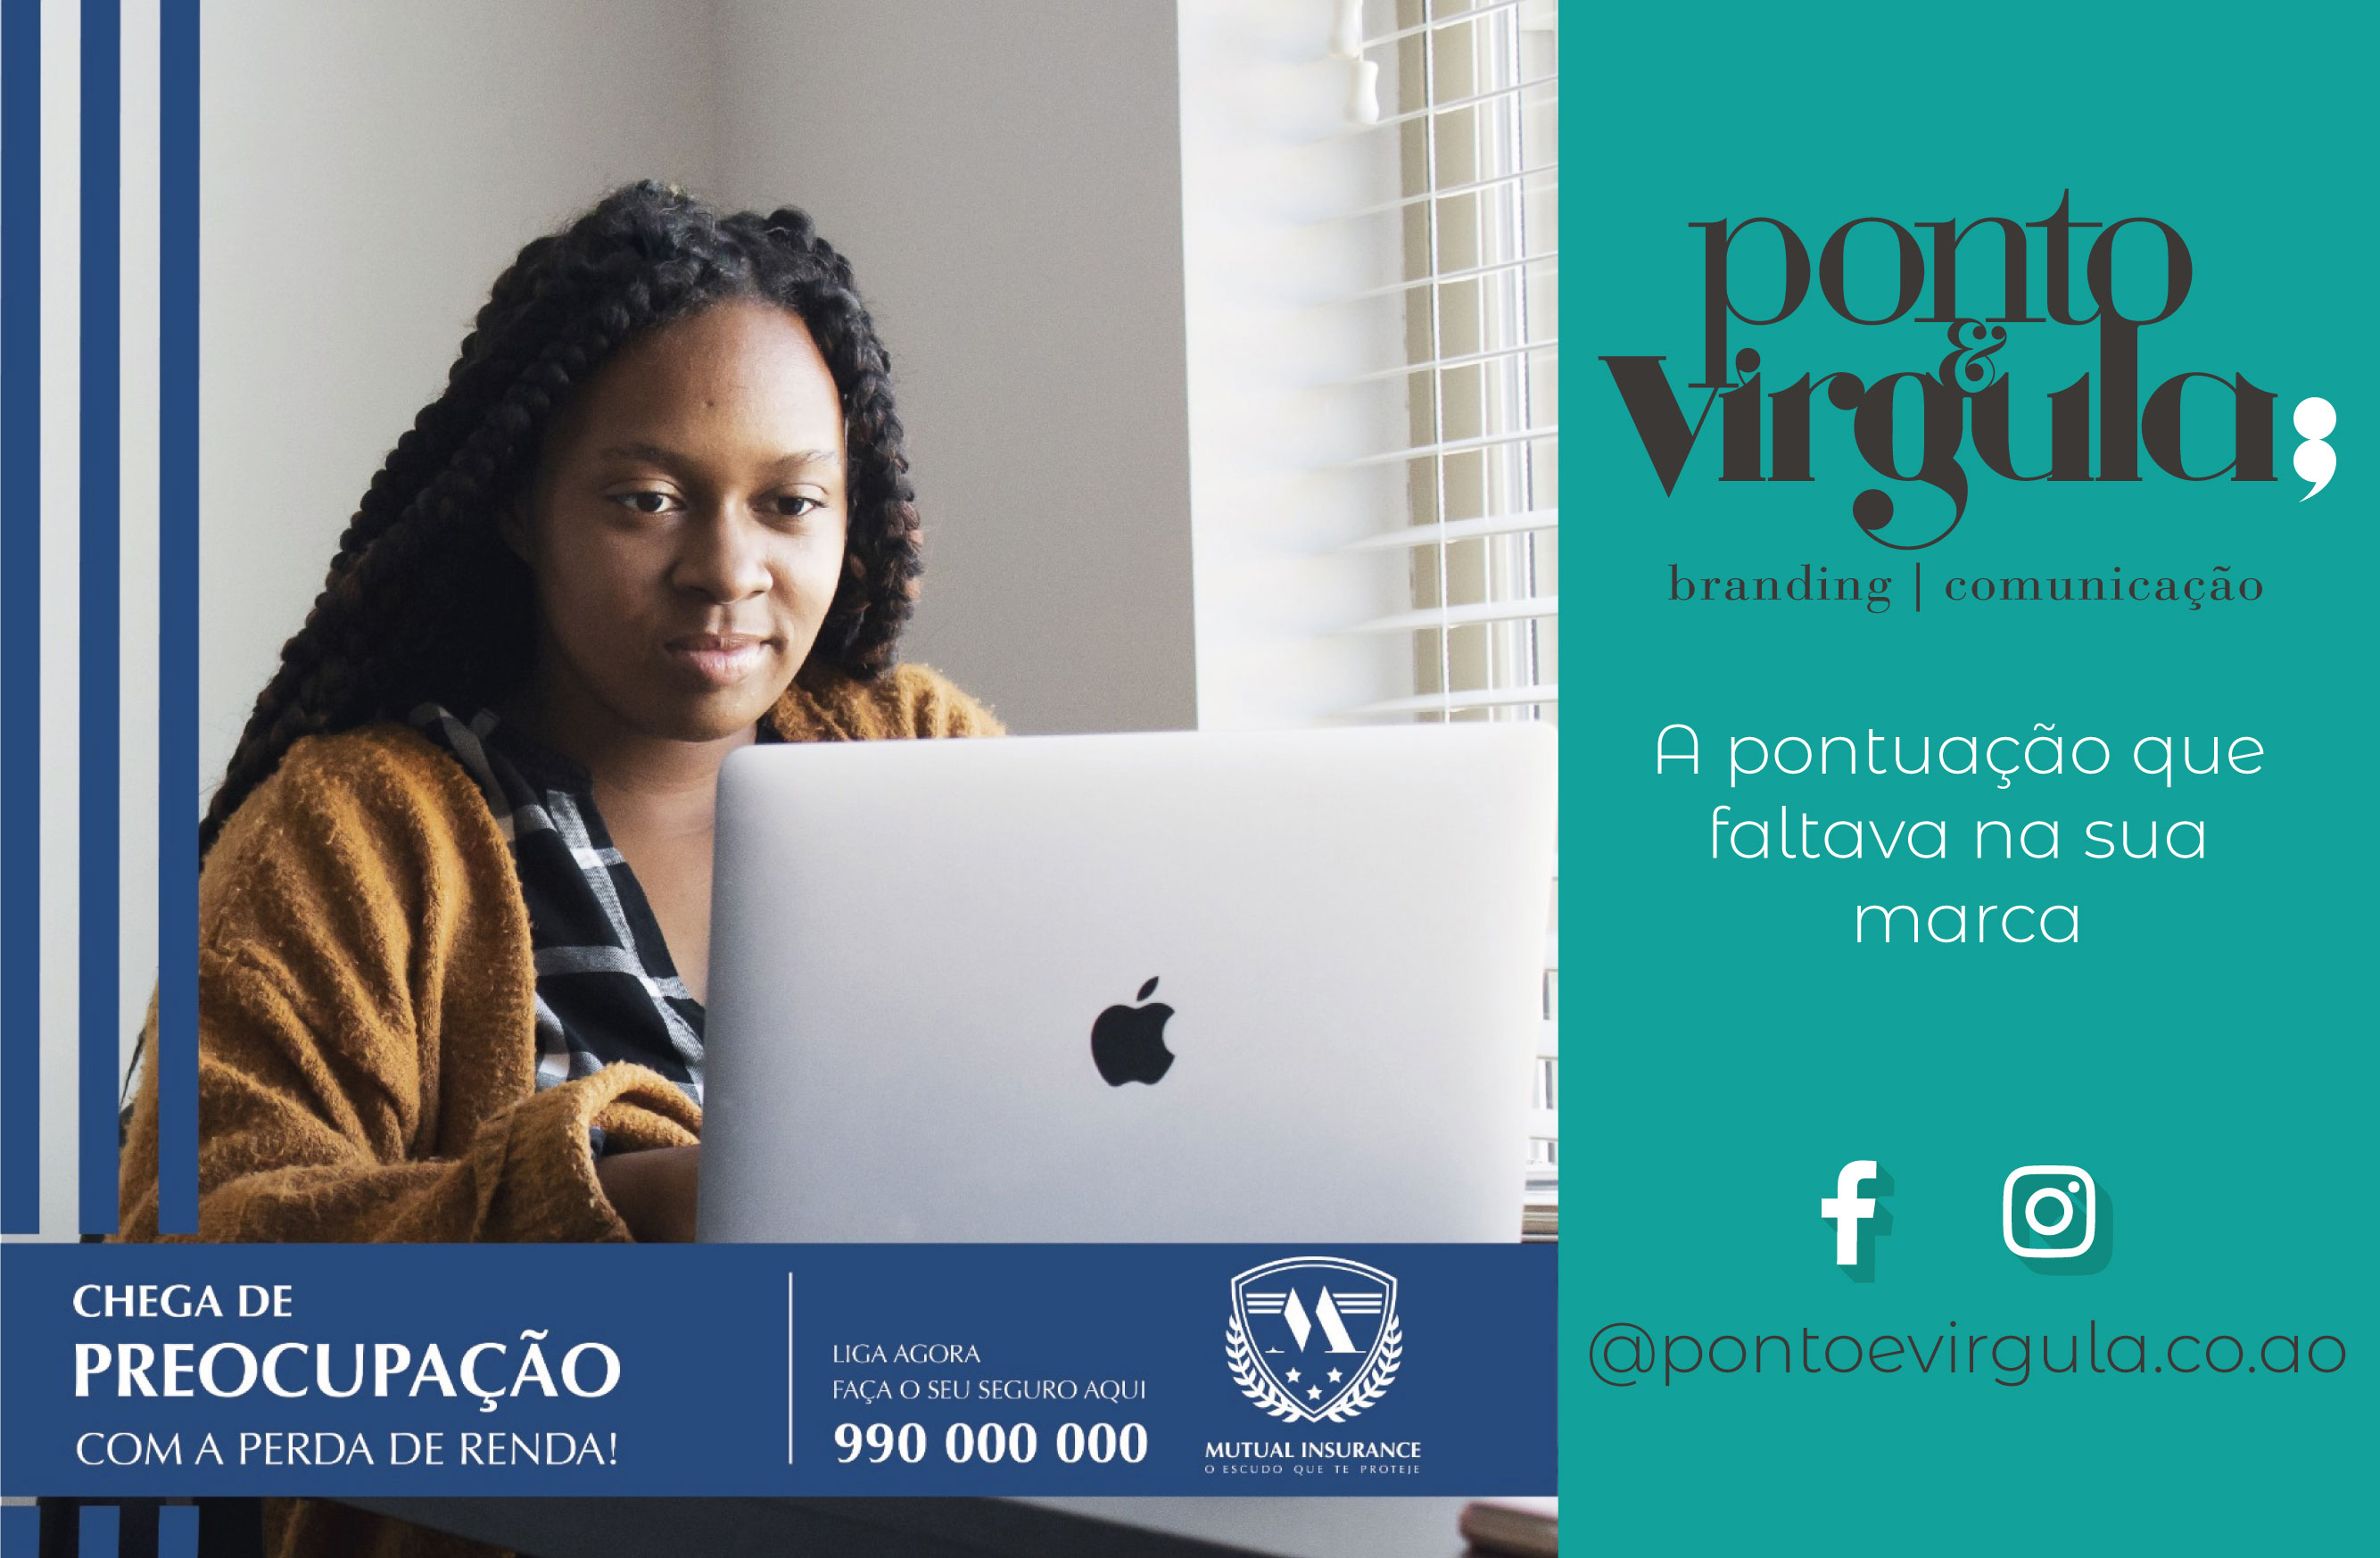 CHEGA DE
PREOCUPAÇÃO
COM A PERDA DE RENDA!
LIGA AGORA
FAÇA O SEU SEGURO AQUI
990 000 000
MUTUAL INSURANCE
O ESCUDO QUE TE PROTEJE
ponto
&
virgula;
branding | comunicação
A pontuação que
faltava na sua
marca
@pontoevirgula.co.ao